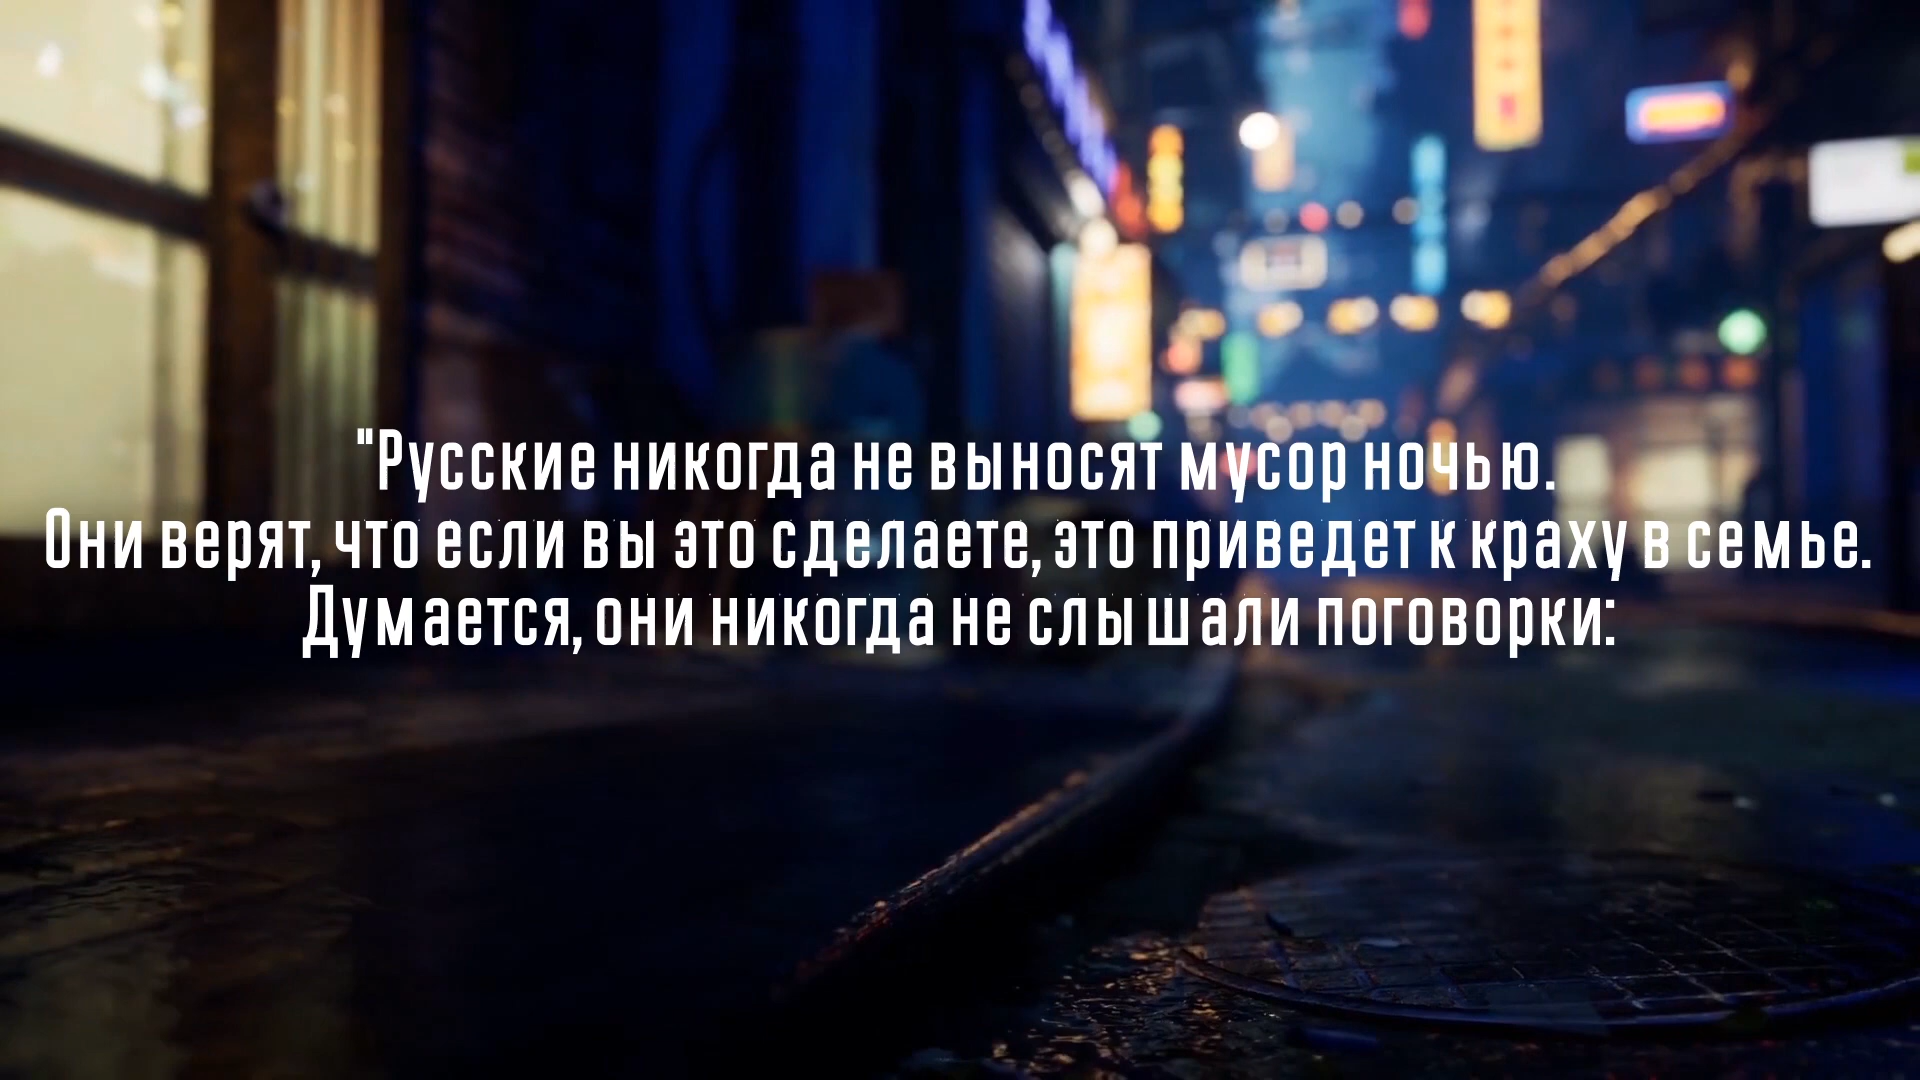 "Русские никогда не выносят мусор ночью.
Они верят, что если вы это сделаете, это приведет к краху в семье.
Думается, они никогда не слышали поговорки: